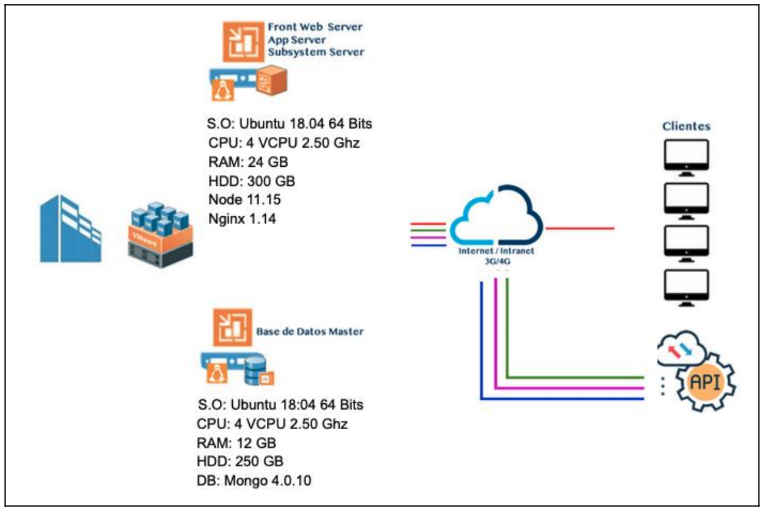 Front Web Server
App Server
Subsystem Server
S.O: Ubuntu 18.04 64 Bits
CPU: 4 VCPU 2.50 Ghz
RAM: 24 GB
HDD: 300 GB
Node 11.15
Nginx 1.14
Clientes
VMware
Internet / Intranet
3G/4G
Base de Datos Master
API
S.O: Ubuntu 18:04 64 Bits
CPU: 4 VCPU 2.50 Ghz
RAM: 12 GB
HDD: 250 GB
DB: Mongo 4.0.10